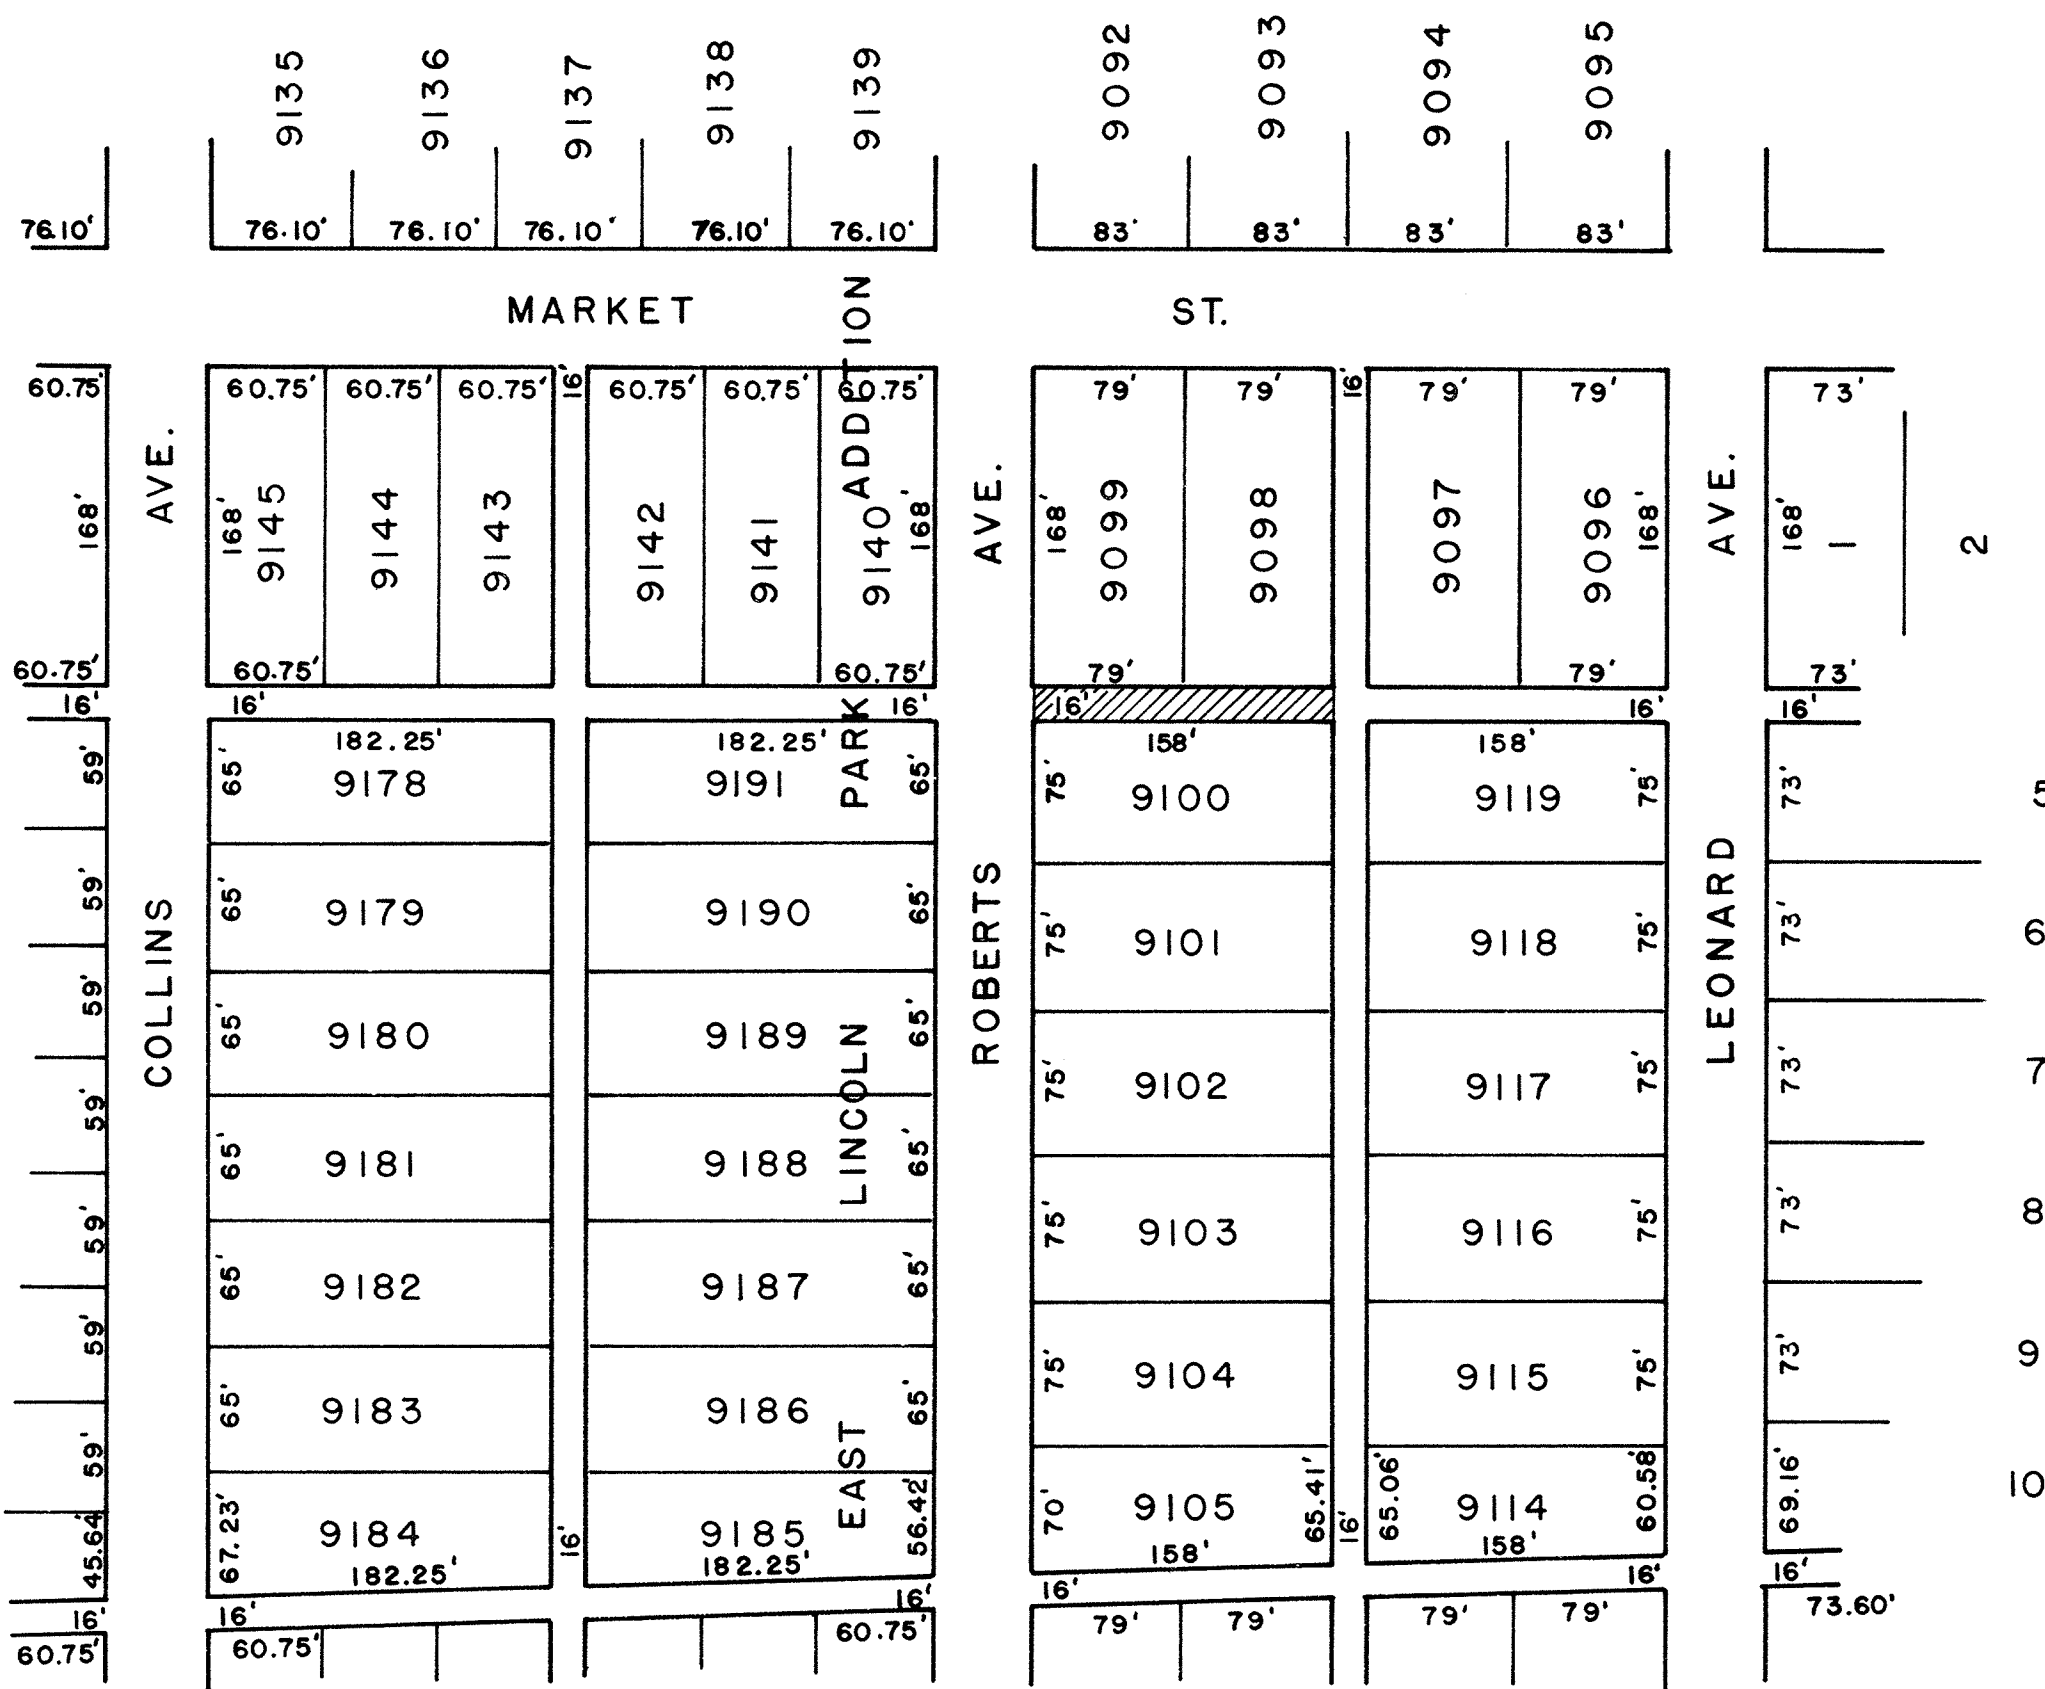 9135 9136 9137 9138 9139 9092 9093 9094 9095
76.10' 76.10' 76.10' 76.10' 76.10' 76.10' 83' 83' 83' 83'
MARKET ST.
60.75' 60.75' 60.75' 60.75' 16' 60.75' 60.75' 60.75' 79' 79' 16' 79' 79' 73'
168' AVE. 168' 9145 9144 9143 9142 9141 9140 168' AVE. 168' 9099 9098 9097 9096 168' AVE. 168' 1 2
60.75' 60.75' 60.75' 79' 79' 73'
16' 16' 16' 16' 16' 16'
182.25' 182.25' 158' 158'
59' 65' 9178 9191 65' 75' 9100 9119 75' 73' 5
59' 65' 9179 9190 65' 75' 9101 9118 75' 73' 6
59' 65' 9180 9189 65' 75' 9102 9117 75' 73' 7
59' 65' 9181 9188 65' 75' 9103 9116 75' 73' 8
59' 65' 9182 9187 65' 75' 9104 9115 75' 73' 9
59' 65' 9183 9186 65'
59'
45.64' 67.23' 9184 16' 9185 56.42' 70' 9105 65.41' 16' 65.06' 9114 60.58' 69.16' 10
182.25' 182.25' 158' 158'
16' 16' 16' 16' 16' 16'
60.75' 60.75' 60.75' 79' 79' 79' 79' 73.60'
COLLINS
EAST LINCOLN PARK ADDITION
ROBERTS
LEONARD